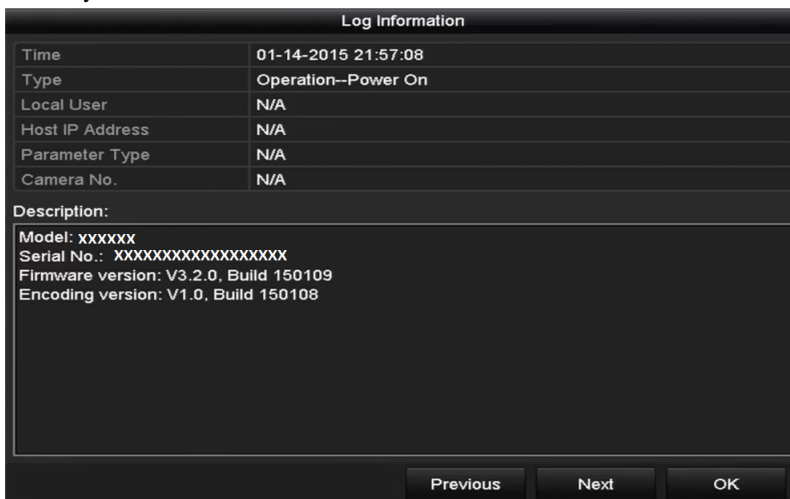 Log Information
Time 01-14-2015 21:57:08
Type Operation--Power On
Local User N/A
Host IP Address N/A
Parameter Type N/A
Camera No. N/A
Description:
Model: XXXXXX
Serial No.: XXXXXXXXXXXXXXXXXX
Firmware version: V3.2.0, Build 150109
Encoding version: V1.0, Build 150108
Previous Next OK